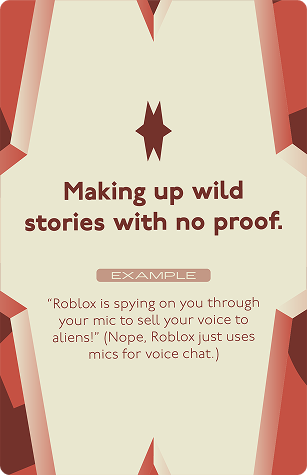 Making up wild
stories with no proof.
EXAMPLE
“Roblox is spying on you through
your mic to sell your voice to
aliens!” (Nope, Roblox just uses
mics for voice chat.)